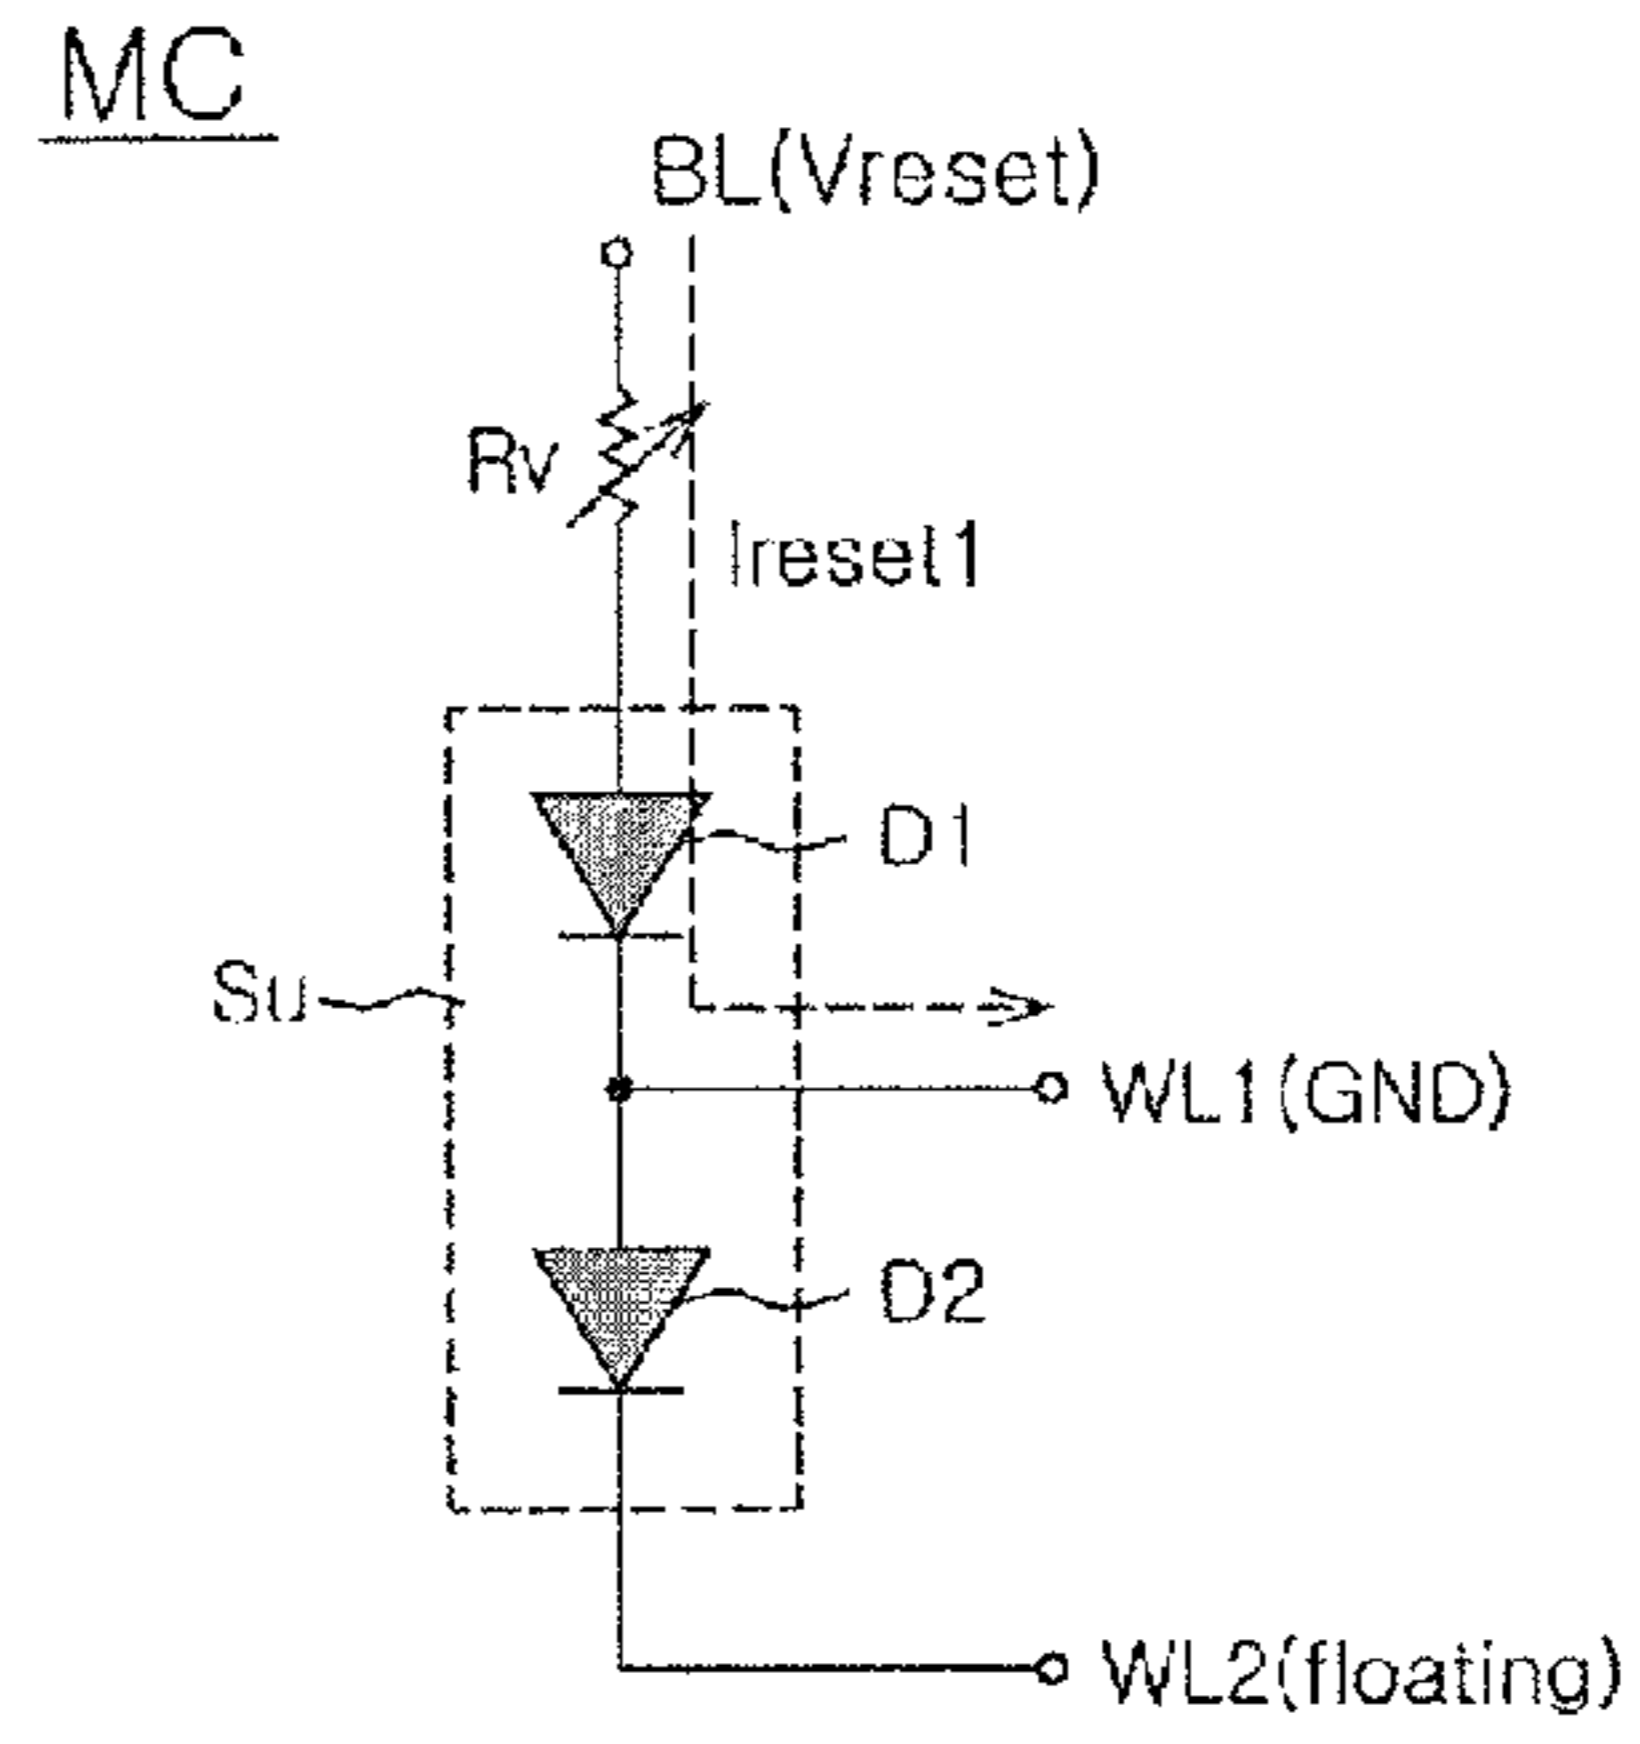 MC
BL(Vreset)
Rv
Ireset1
D1
Su
WL1(GND)
D2
WL2(floating)